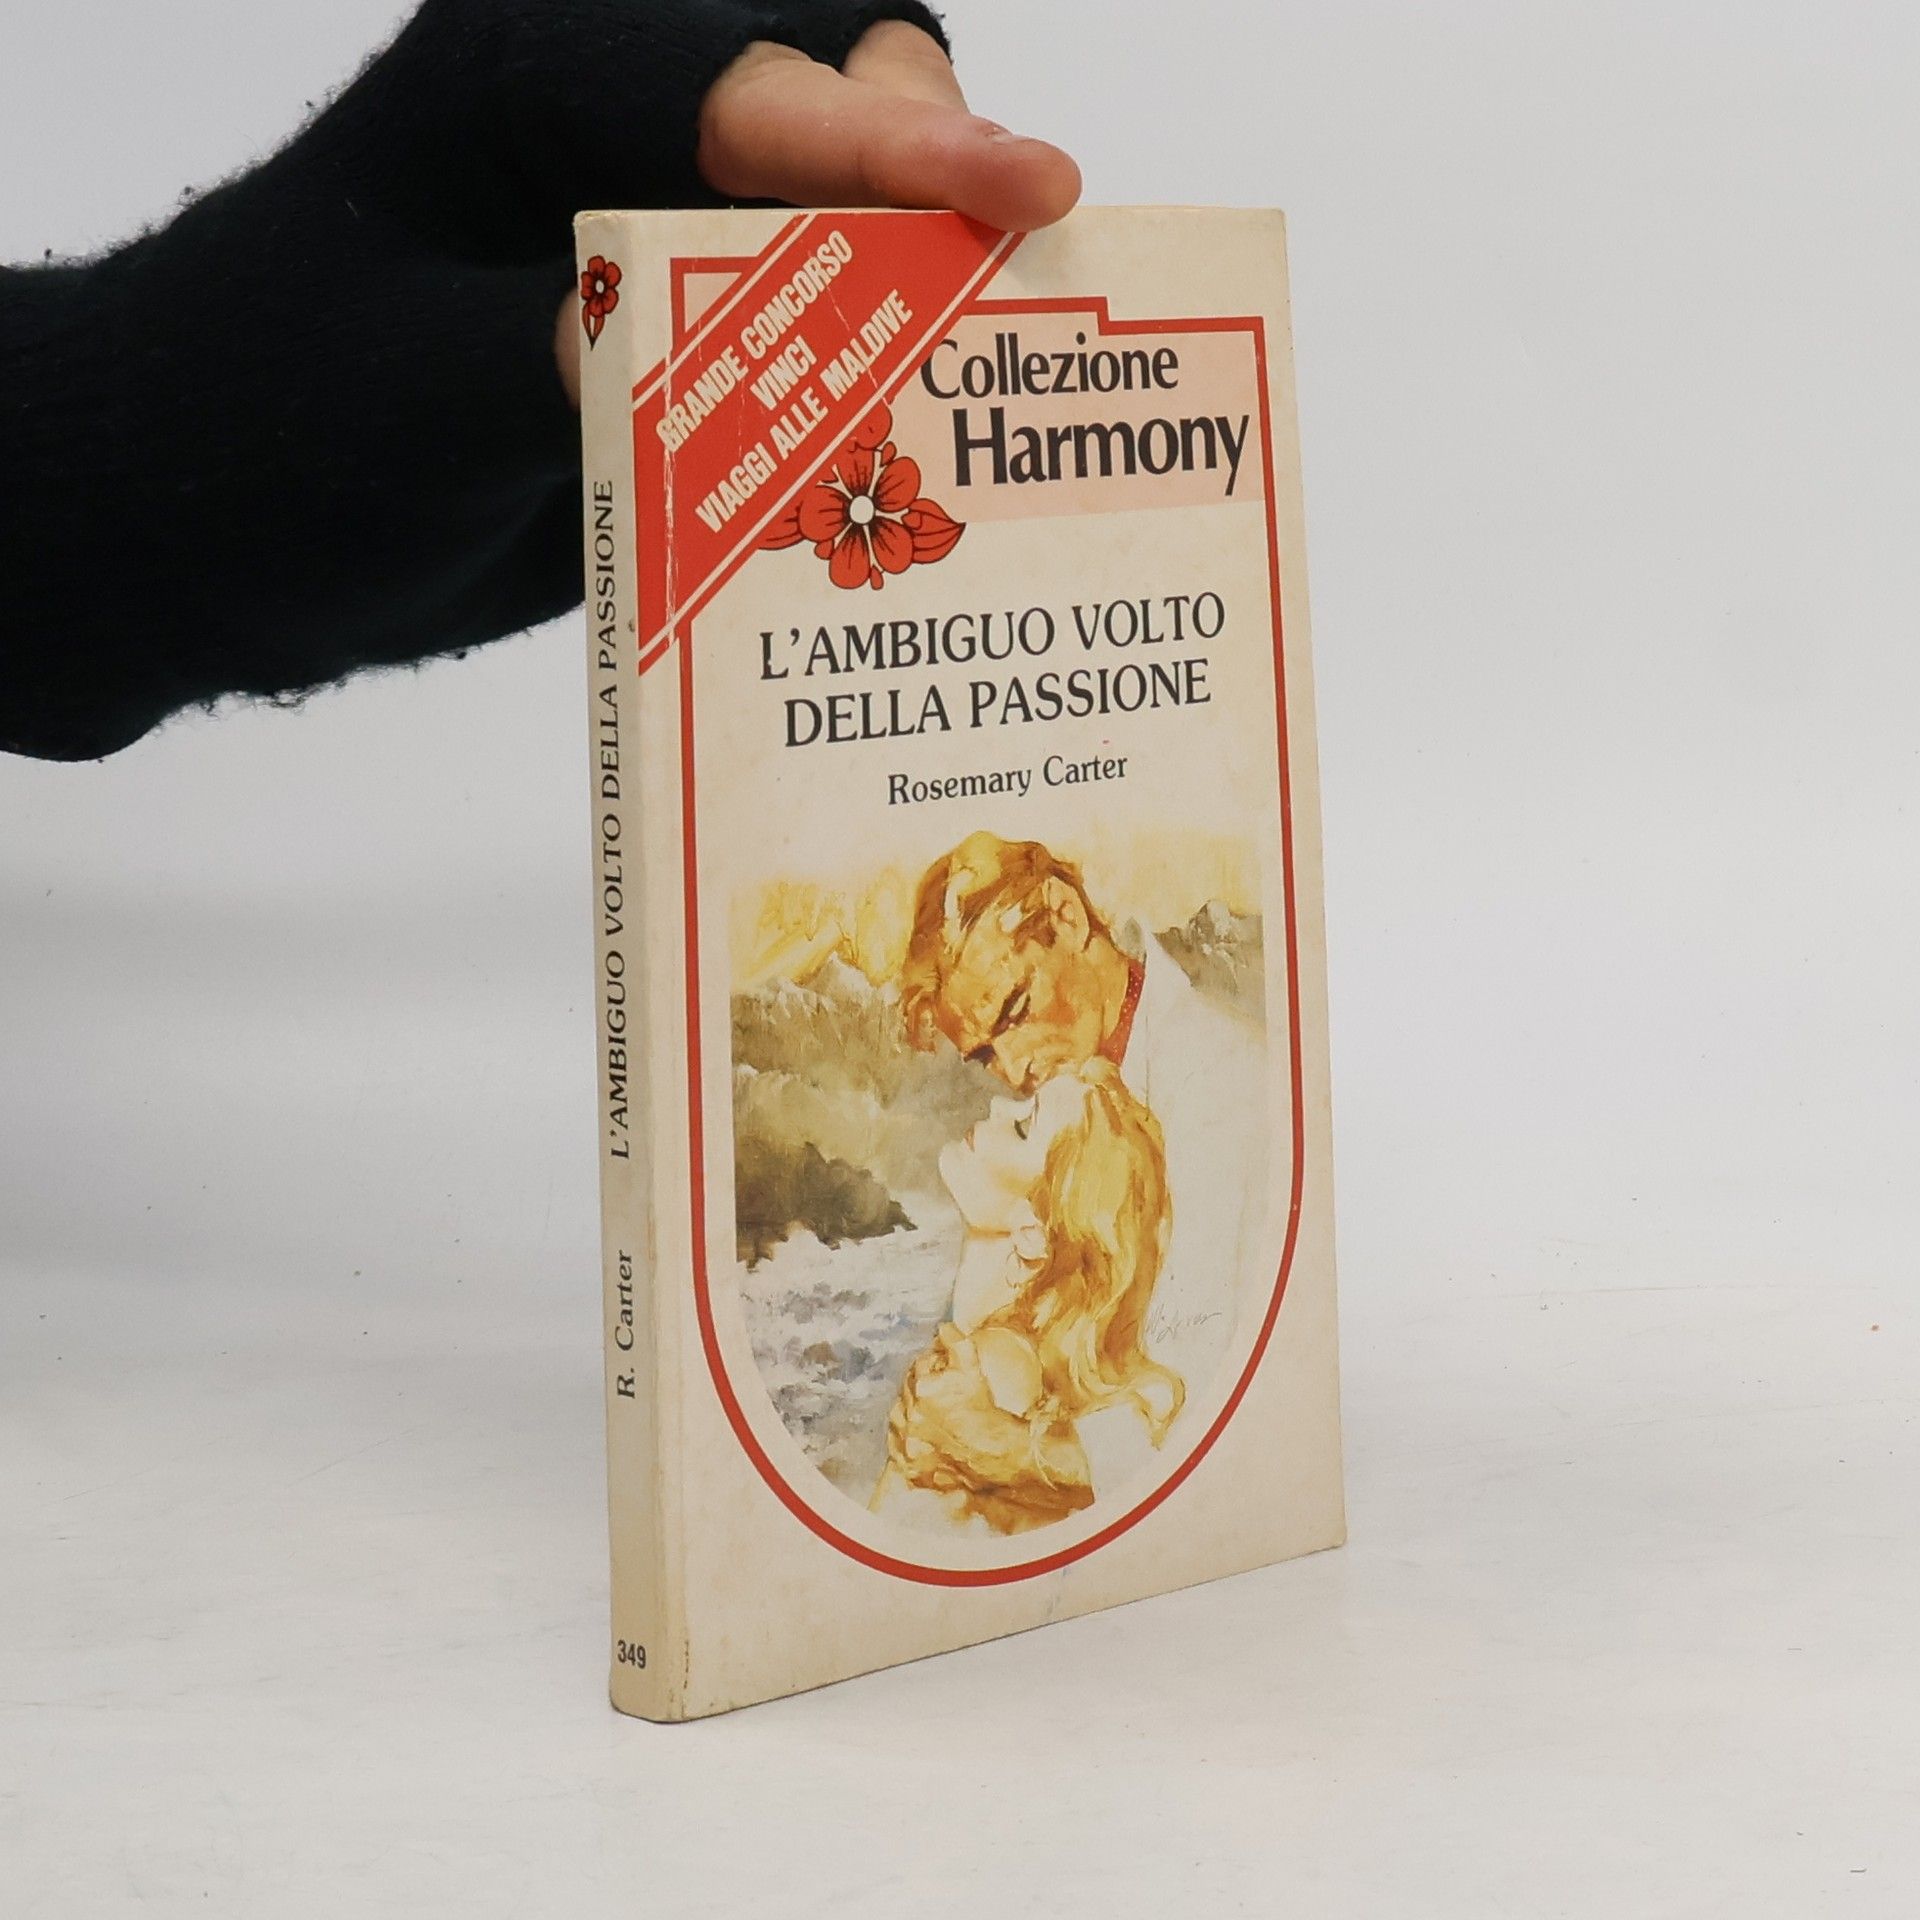 GRANDE CONCORSO
VINCI
VIAGGI ALLE MALDIVE
Collezione
Harmony
L'AMBIGUO VOLTO
DELLA PASSIONE
Rosemary Carter
R. Carter L'AMBIGUO VOLTO DELLA PASSIONE
349